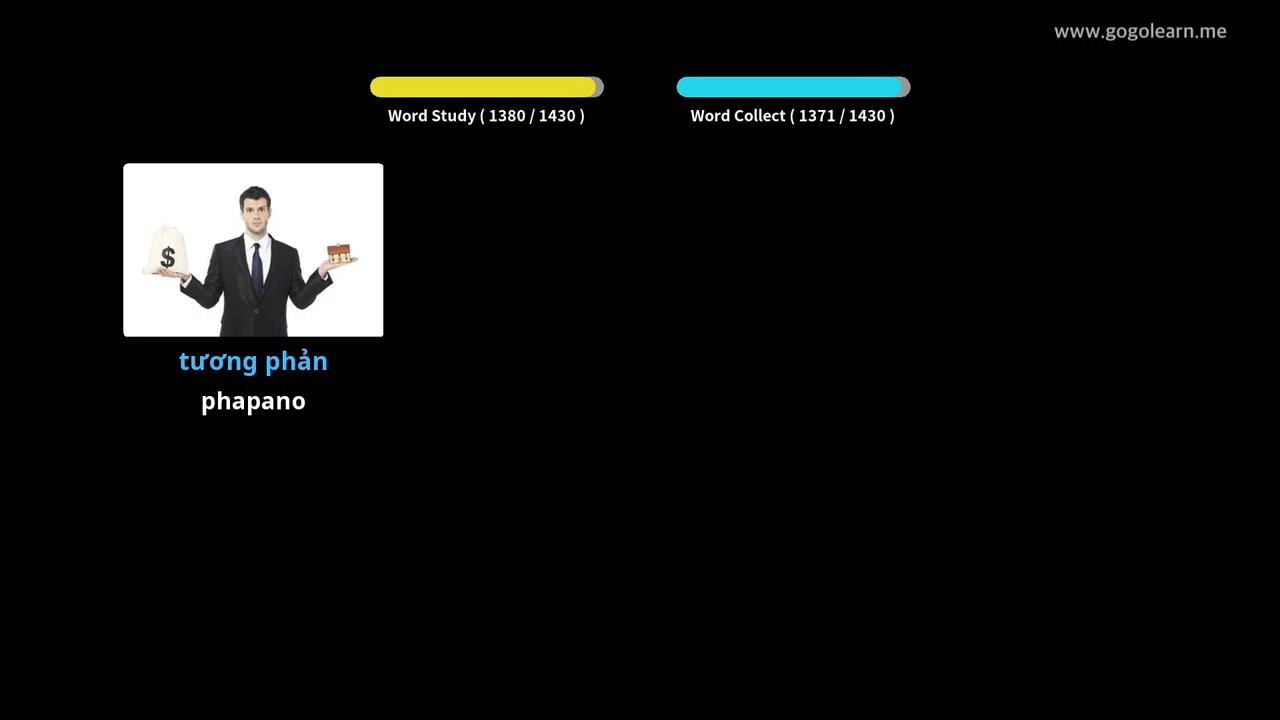 www.gogolearn.me
Word Study ( 1380 / 1430 )
Word Collect ( 1371 / 1430 )
$
tương phản
phapano